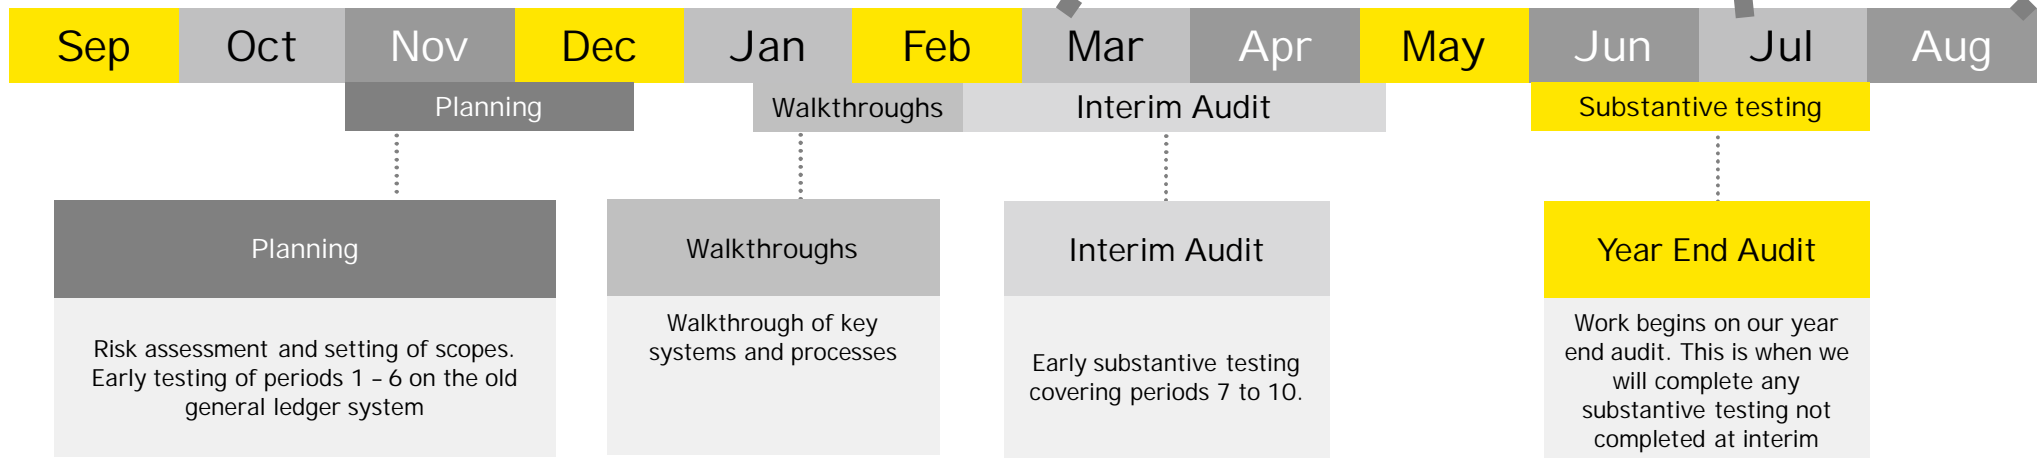 Sep Oct Nov Dec Jan Feb Mar Apr May Jun Jul Aug
Planning Walkthroughs Interim Audit Substantive testing
Planning
Risk assessment and setting of scopes.
Early testing of periods 1 – 6 on the old
general ledger system
Walkthroughs
Walkthrough of key
systems and processes
Interim Audit
Early substantive testing
covering periods 7 to 10.
Year End Audit
Work begins on our year
end audit. This is when we
will complete any
substantive testing not
completed at interim